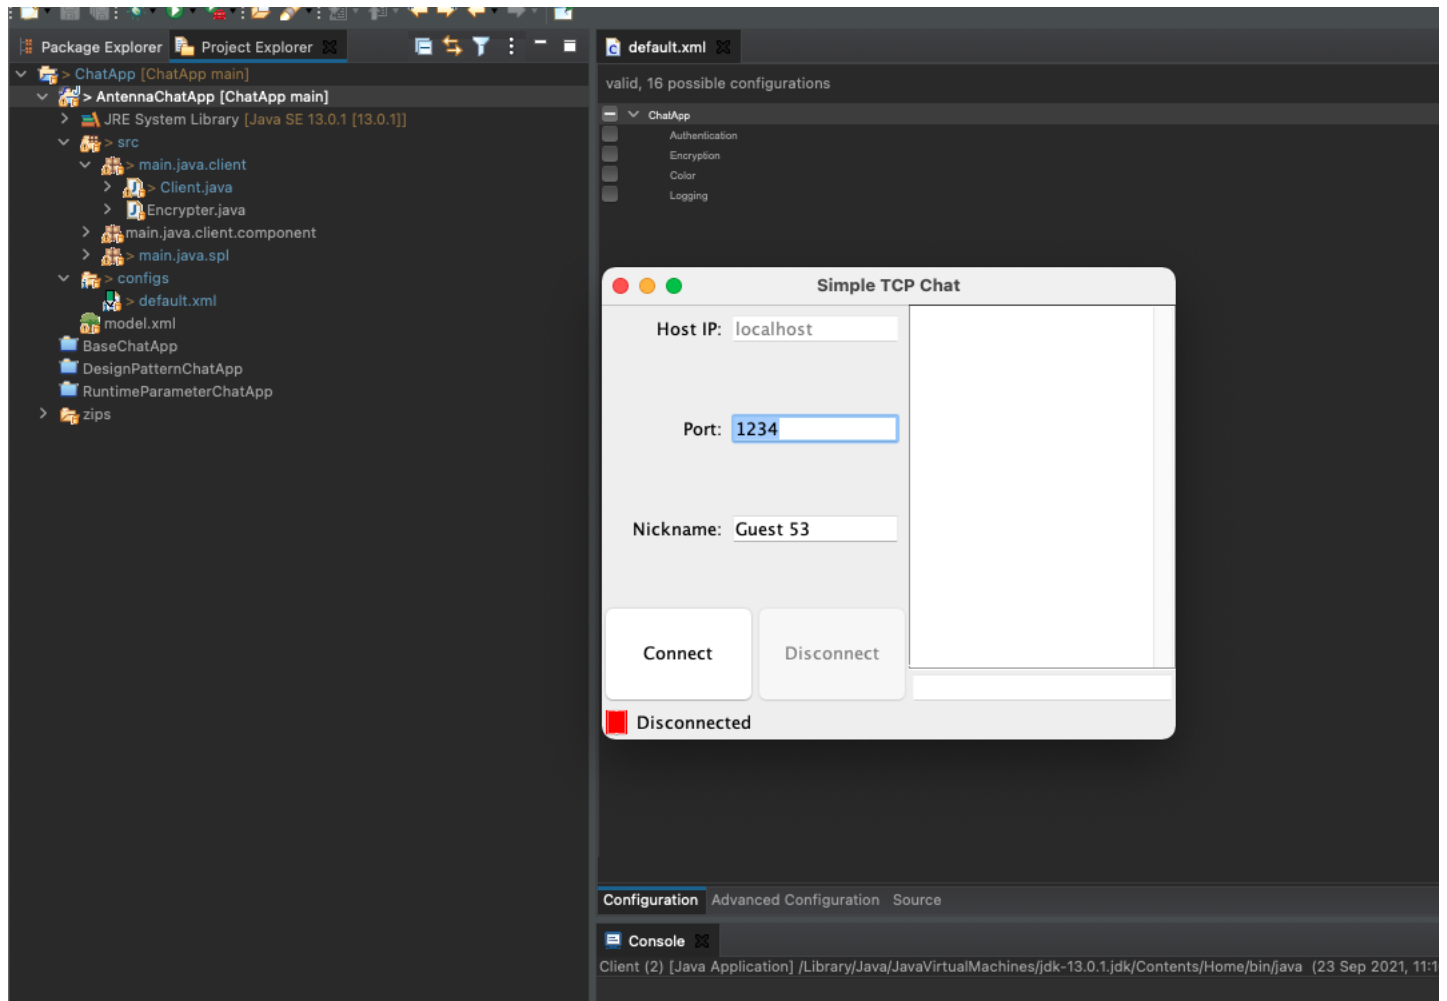 Package Explorer
Project Explorer
> ChatApp [ChatApp main]
> AntennaChatApp [ChatApp main]
JRE System Library [Java SE 13.0.1 [13.0.1]]
> src
> main.java.client
> Client.java
Encrypter.java
main.java.client.component
> main.java.spl
> configs
> default.xml
model.xml
BaseChatApp
DesignPatternChatApp
RuntimeParameterChatApp
zips
default.xml
valid, 16 possible configurations
ChatApp
Authentication
Encryption
Color
Logging
Simple TCP Chat
Host IP: localhost
Port: 1234
Nickname: Guest 53
Connect Disconnect
Disconnected
Configuration Advanced Configuration Source
Console
Client (2) [Java Application] /Library/Java/JavaVirtualMachines/jdk-13.0.1.jdk/Contents/Home/bin/java (23 Sep 2021, 11:1